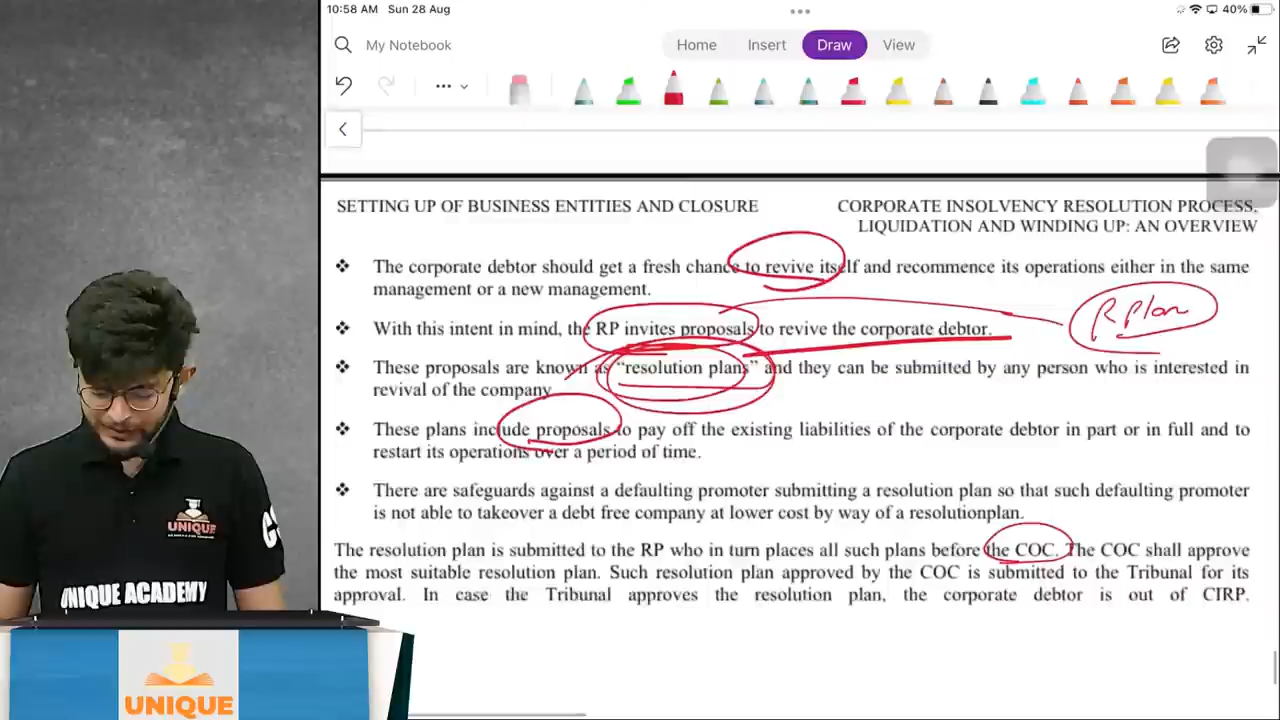 10:58 AM Sun 28 Aug
40%
My Notebook
Home Insert Draw View
SETTING UP OF BUSINESS ENTITIES AND CLOSURE
CORPORATE INSOLVENCY RESOLUTION PROCESS,
LIQUIDATION AND WINDING UP: AN OVERVIEW
❖ The corporate debtor should get a fresh chance to revive itself and recommence its operations either in the same
management or a new management.
❖ With this intent in mind, the RP invites proposals to revive the corporate debtor.
R Plan
❖ These proposals are known as “resolution plans” and they can be submitted by any person who is interested in
revival of the company
❖ These plans include proposals to pay off the existing liabilities of the corporate debtor in part or in full and to
restart its operations over a period of time.
❖ There are safeguards against a defaulting promoter submitting a resolution plan so that such defaulting promoter
is not able to takeover a debt free company at lower cost by way of a resolutionplan.
The resolution plan is submitted to the RP who in turn places all such plans before the COC. The COC shall approve
the most suitable resolution plan. Such resolution plan approved by the COC is submitted to the Tribunal for its
approval. In case the Tribunal approves the resolution plan, the corporate debtor is out of CIRP.
UNIQUE
UNIQUE ACADEMY
UNIQUE